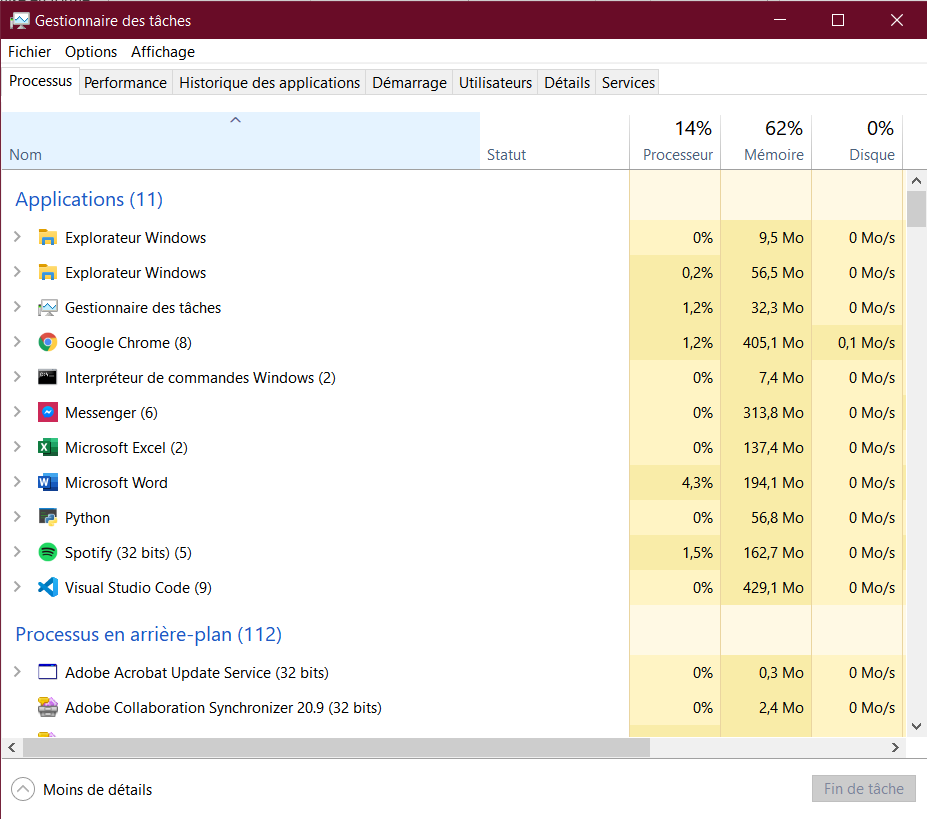 Gestionnaire des tâches
Fichier Options Affichage
Processus Performance Historique des applications Démarrage Utilisateurs Détails Services
14% 62% 0%
Nom Statut Processeur Mémoire Disque
Applications (11)
Explorateur Windows 0% 9,5 Mo 0 Mo/s
Explorateur Windows 0,2% 56,5 Mo 0 Mo/s
Gestionnaire des tâches 1,2% 32,3 Mo 0 Mo/s
Google Chrome (8) 1,2% 405,1 Mo 0,1 Mo/s
Interpréteur de commandes Windows (2) 0% 7,4 Mo 0 Mo/s
Messenger (6) 0% 313,8 Mo 0 Mo/s
Microsoft Excel (2) 0% 137,4 Mo 0 Mo/s
Microsoft Word 4,3% 194,1 Mo 0 Mo/s
Python 0% 56,8 Mo 0 Mo/s
Spotify (32 bits) (5) 1,5% 162,7 Mo 0 Mo/s
Visual Studio Code (9) 0% 429,1 Mo 0 Mo/s
Processus en arrière-plan (112)
Adobe Acrobat Update Service (32 bits) 0% 0,3 Mo 0 Mo/s
Adobe Collaboration Synchronizer 20.9 (32 bits) 0% 2,4 Mo 0 Mo/s
Moins de détails Fin de tâche